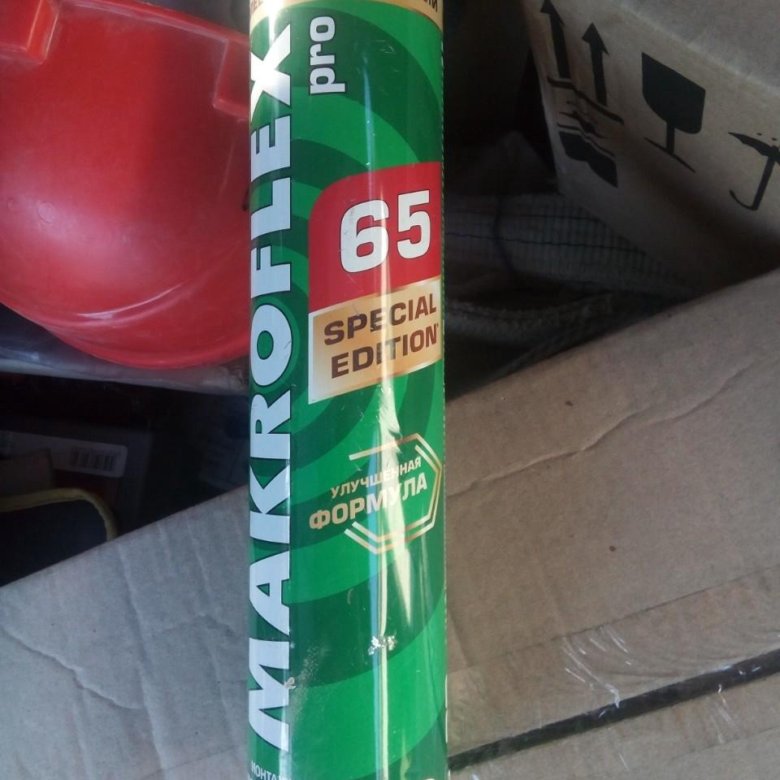 MAKROFLEX
pro
65
SPECIAL
EDITION
УЛУЧШЕННАЯ
ФОРМУЛА